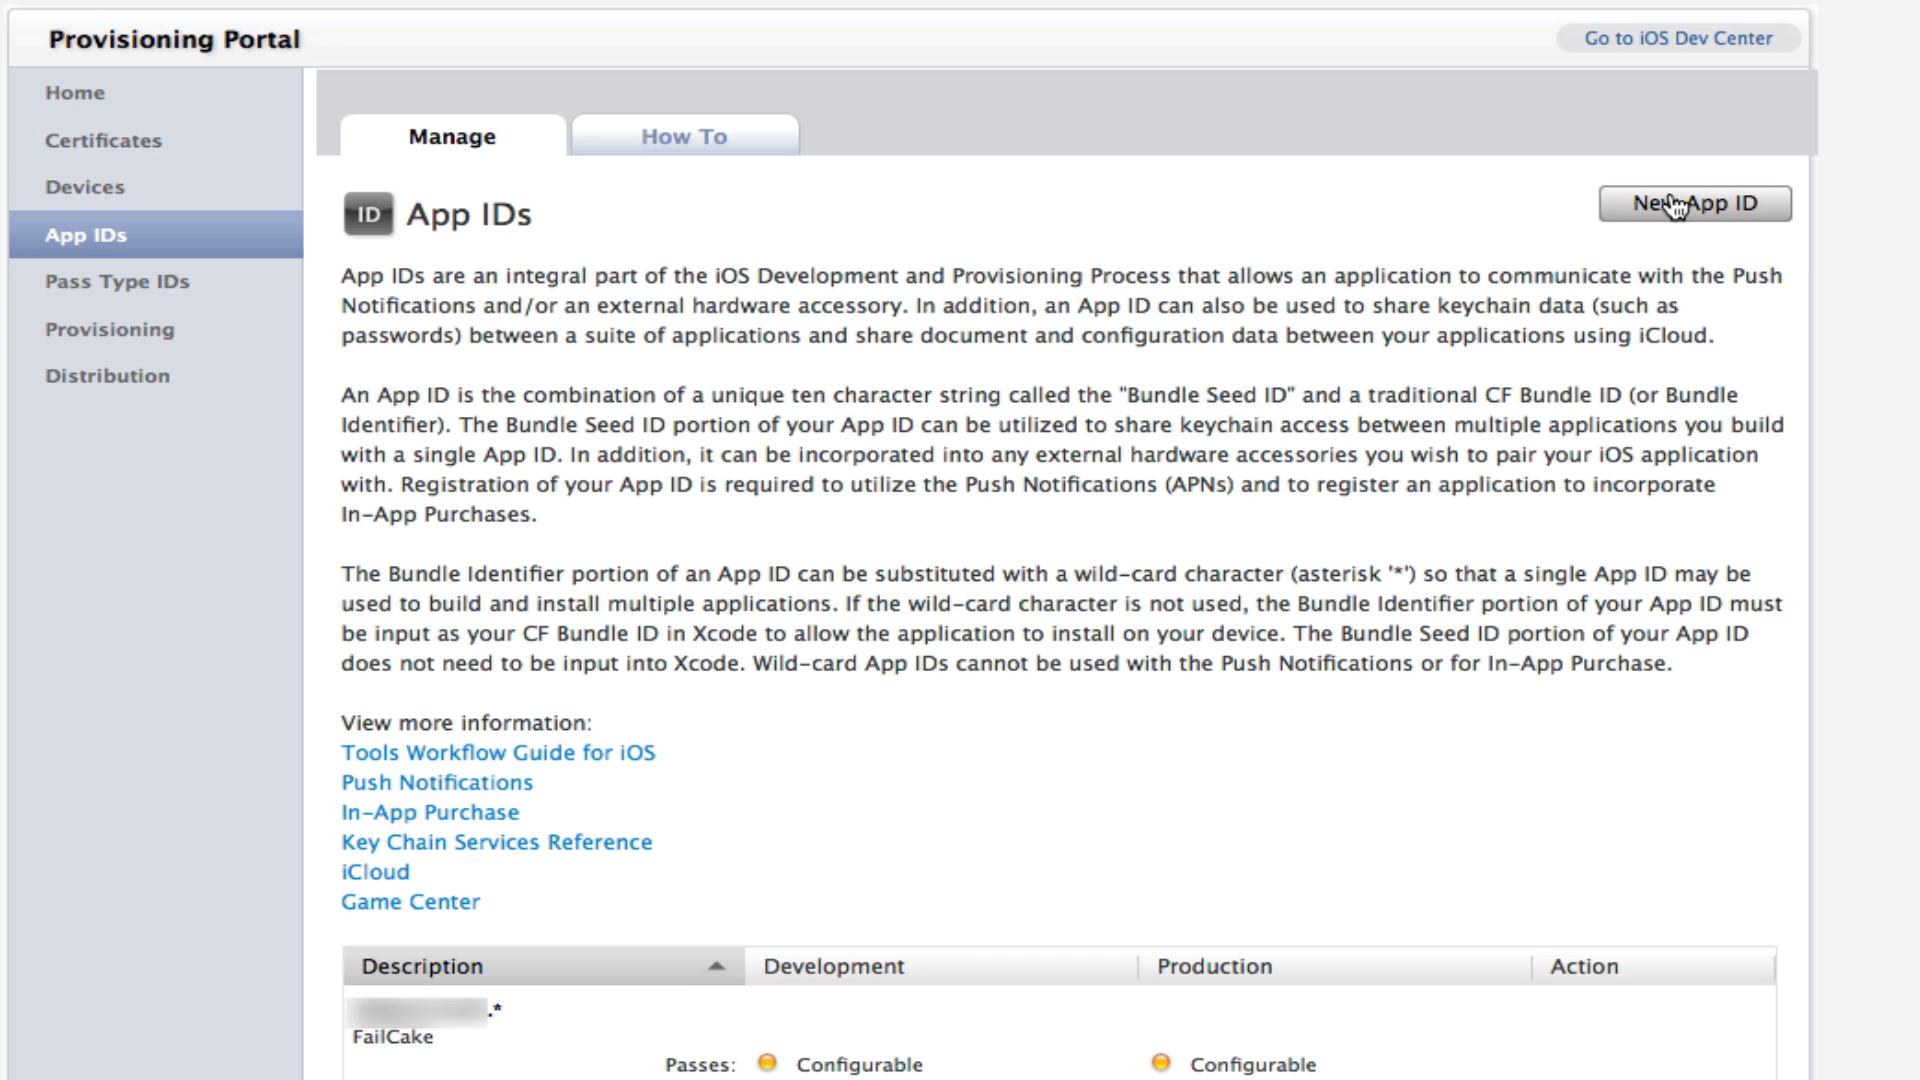 Provisioning Portal
Go to iOS Dev Center
Home
Certificates
Devices
App IDs
Pass Type IDs
Provisioning
Distribution
Manage
How To
ID
App IDs
New App ID
App IDs are an integral part of the iOS Development and Provisioning Process that allows an application to communicate with the Push
Notifications and/or an external hardware accessory. In addition, an App ID can also be used to share keychain data (such as
passwords) between a suite of applications and share document and configuration data between your applications using iCloud.
An App ID is the combination of a unique ten character string called the "Bundle Seed ID" and a traditional CF Bundle ID (or Bundle
Identifier). The Bundle Seed ID portion of your App ID can be utilized to share keychain access between multiple applications you build
with a single App ID. In addition, it can be incorporated into any external hardware accessories you wish to pair your iOS application
with. Registration of your App ID is required to utilize the Push Notifications (APNs) and to register an application to incorporate
In-App Purchases.
The Bundle Identifier portion of an App ID can be substituted with a wild-card character (asterisk '*') so that a single App ID may be
used to build and install multiple applications. If the wild-card character is not used, the Bundle Identifier portion of your App ID must
be input as your CF Bundle ID in Xcode to allow the application to install on your device. The Bundle Seed ID portion of your App ID
does not need to be input into Xcode. Wild-card App IDs cannot be used with the Push Notifications or for In-App Purchase.
View more information:
Tools Workflow Guide for iOS
Push Notifications
In-App Purchase
Key Chain Services Reference
iCloud
Game Center
Description Development Production Action
.*
FailCake
Passes: Configurable Configurable